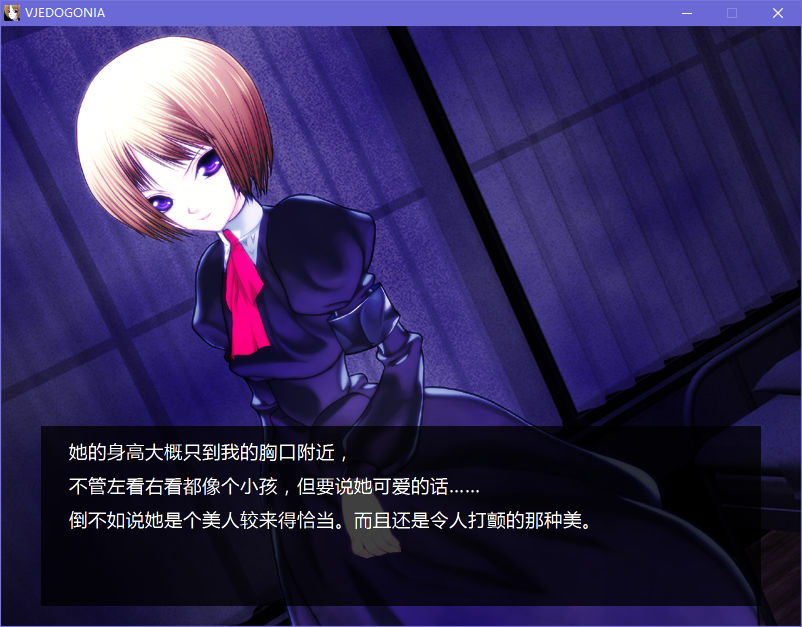 VJEDOGONIA
她的身高大概只到我的胸口附近，
不管左看右看都像个小孩，但要说她可爱的话……
倒不如说她是个美人较来得恰当。而且还是令人打颤的那种美。